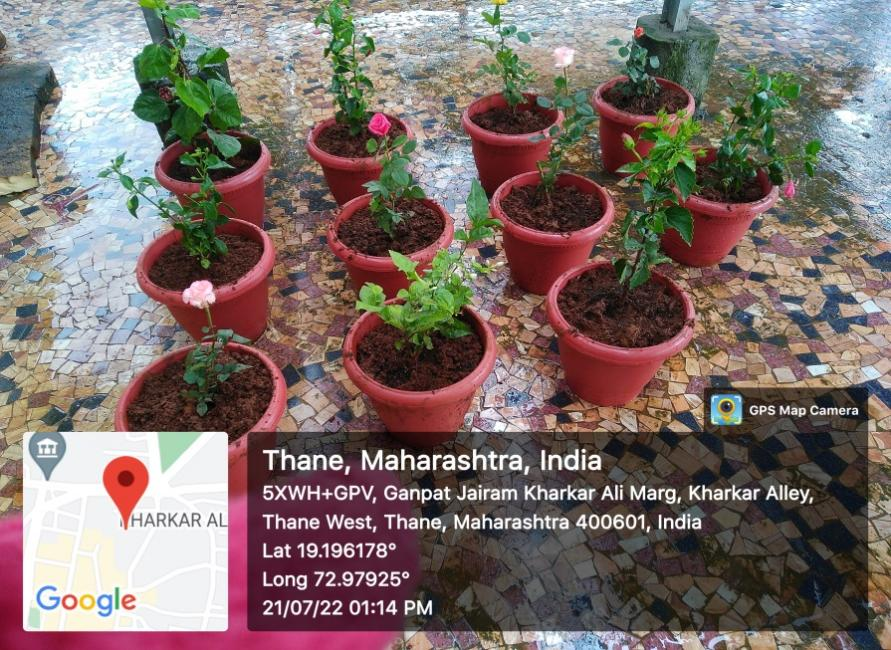 GPS Map Camera
Thane, Maharashtra, India
5XWH+GPV, Ganpat Jairam Kharkar Ali Marg, Kharkar Alley,
Thane West, Thane, Maharashtra 400601, India
Lat 19.196178°
Long 72.97925°
21/07/22 01:14 PM
HARKAR AL
Google